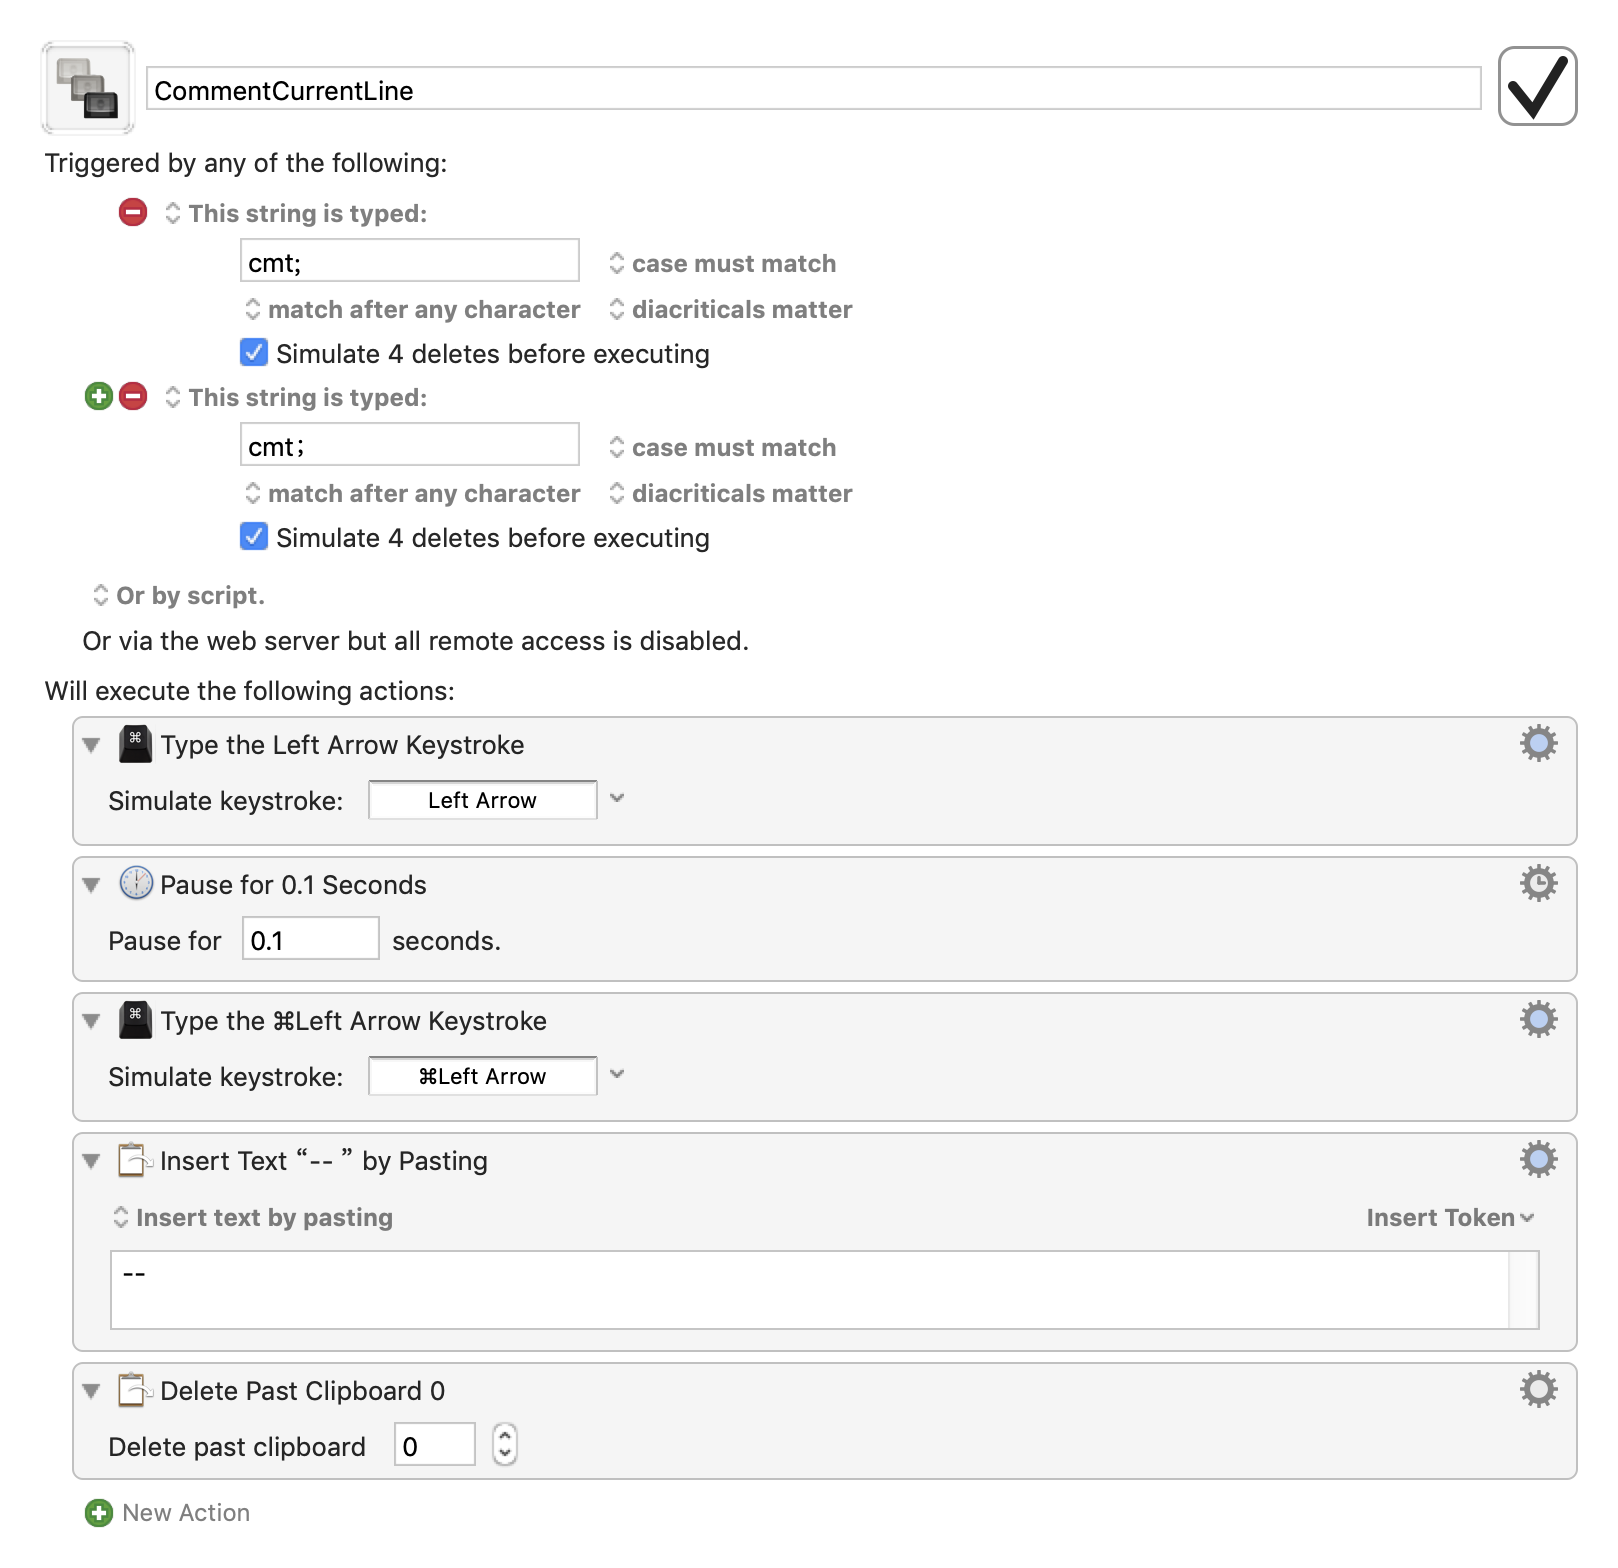 CommentCurrentLine
Triggered by any of the following:
This string is typed:
cmt;
case must match
match after any character
diacriticals matter
Simulate 4 deletes before executing
This string is typed:
cmt；
case must match
match after any character
diacriticals matter
Simulate 4 deletes before executing
Or by script.
Or via the web server but all remote access is disabled.
Will execute the following actions:
⌘ Type the Left Arrow Keystroke
Simulate keystroke: Left Arrow
Pause for 0.1 Seconds
Pause for 0.1 seconds.
⌘ Type the ⌘Left Arrow Keystroke
Simulate keystroke: ⌘Left Arrow
Insert Text “-- ” by Pasting
Insert text by pasting Insert Token
--
Delete Past Clipboard 0
Delete past clipboard 0
New Action